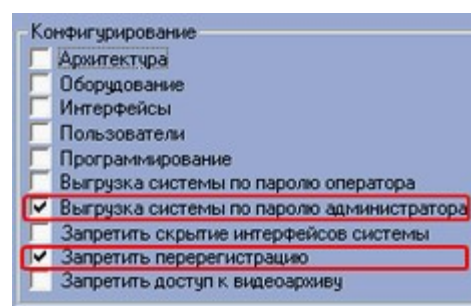 Конфигурирование
Архитектура
Оборудование
Интерфейсы
Пользователи
Программирование
Выгрузка системы по паролю оператора
Выгрузка системы по паролю администратора
Запретить скрытие интерфейсов системы
Запретить перерегистрацию
Запретить доступ к видеоархиву